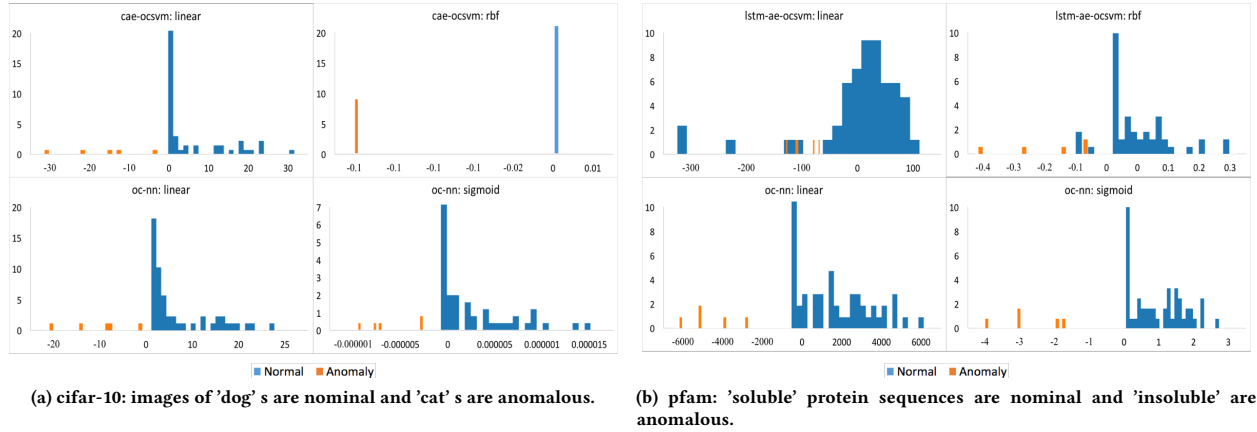 cae-ocsvm: linear
20
15
10
5
0
-30 -20 -10 0 10 20 30
cae-ocsvm: rbf
20
15
10
5
0
-0.1 -0.1 -0.1 -0.1 -0.02 0 0.01
oc-nn: linear
20
15
10
5
0
-20 -10 0 10 25
oc-nn: sigmoid
7
6
5
4
3
2
1
0
-0.000001 -0.000005 0 0.000005 0.000001 0.000015
Normal Anomaly
(a) cifar-10: images of 'dog' s are nominal and 'cat' s are anomalous.
lstm-ae-ocsvm: linear
10
8
6
4
2
0
-300 -200 -100 0 100
lstm-ae-ocsvm: rbf
10
8
6
4
2
0
-0.4 -0.3 -0.2 -0.1 0 0.1 0.2 0.3
oc-nn: linear
10
8
6
4
2
0
-6000 -4000 -2000 0 2000 4000 6000
oc-nn: sigmoid
10
8
6
4
2
0
-4 -3 -2 -1 0 1 2 3
Normal Anomaly
(b) pfam: 'soluble' protein sequences are nominal and 'insoluble' are
anomalous.